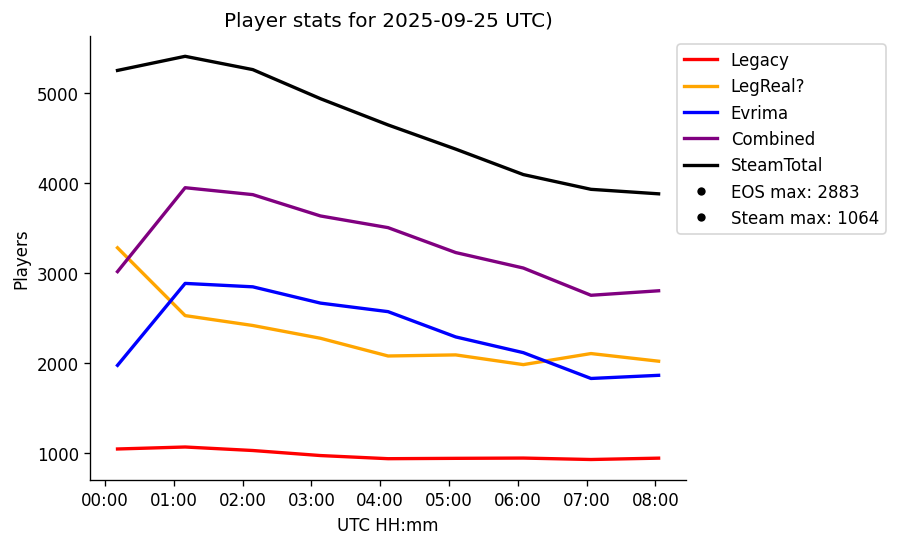 Player stats for 2025-09-25 UTC)
Legacy
LegReal?
Evrima
Combined
SteamTotal
EOS max: 2883
Steam max: 1064
Players
5000
4000
3000
2000
1000
00:00 01:00 02:00 03:00 04:00 05:00 06:00 07:00 08:00
UTC HH:mm